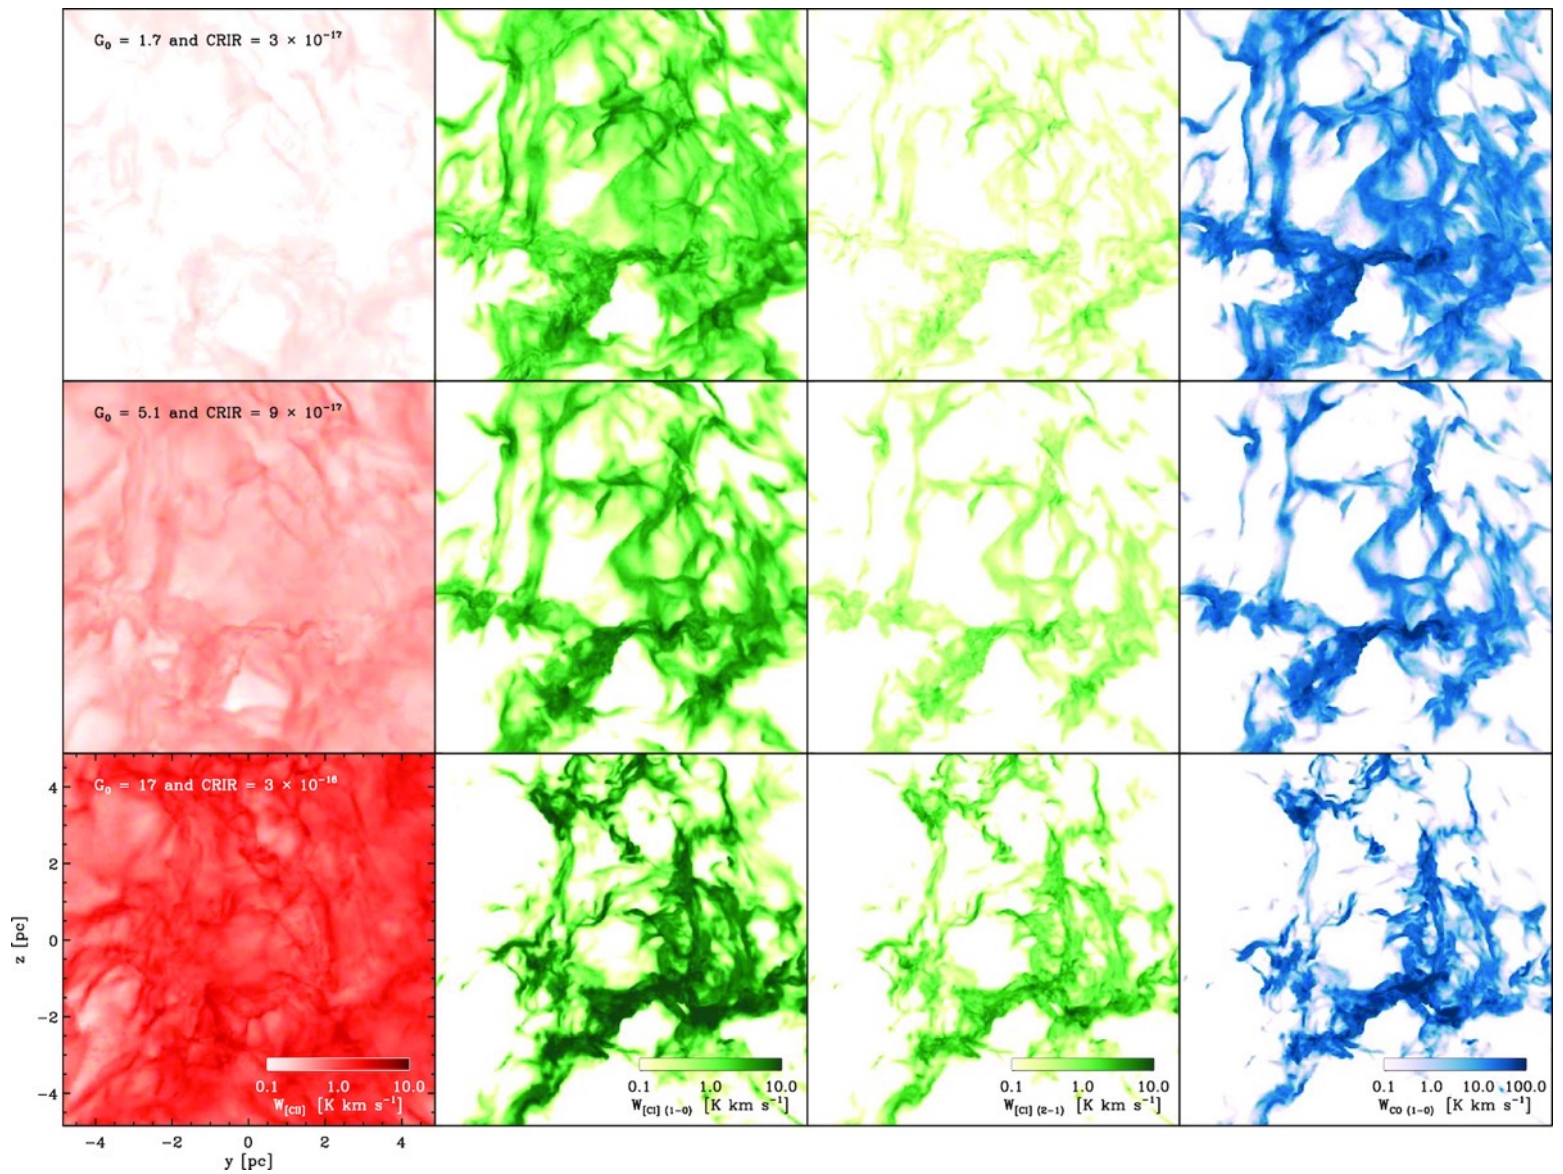 G₀ = 1.7 and CRIR = 3 × 10⁻¹⁷
G₀ = 5.1 and CRIR = 9 × 10⁻¹⁷
G₀ = 17 and CRIR = 3 × 10⁻¹⁶
4
2
0
−2
−4
z [pc]
−4 −2 0 2 4
y [pc]
0.1 1.0 10.0
W[CII] [K km s⁻¹]
0.1 1.0 10.0
W[CI] (1−0) [K km s⁻¹]
0.1 1.0 10.0
W[CI] (2−1) [K km s⁻¹]
0.1 1.0 10.0 100.0
WCO (1−0) [K km s⁻¹]